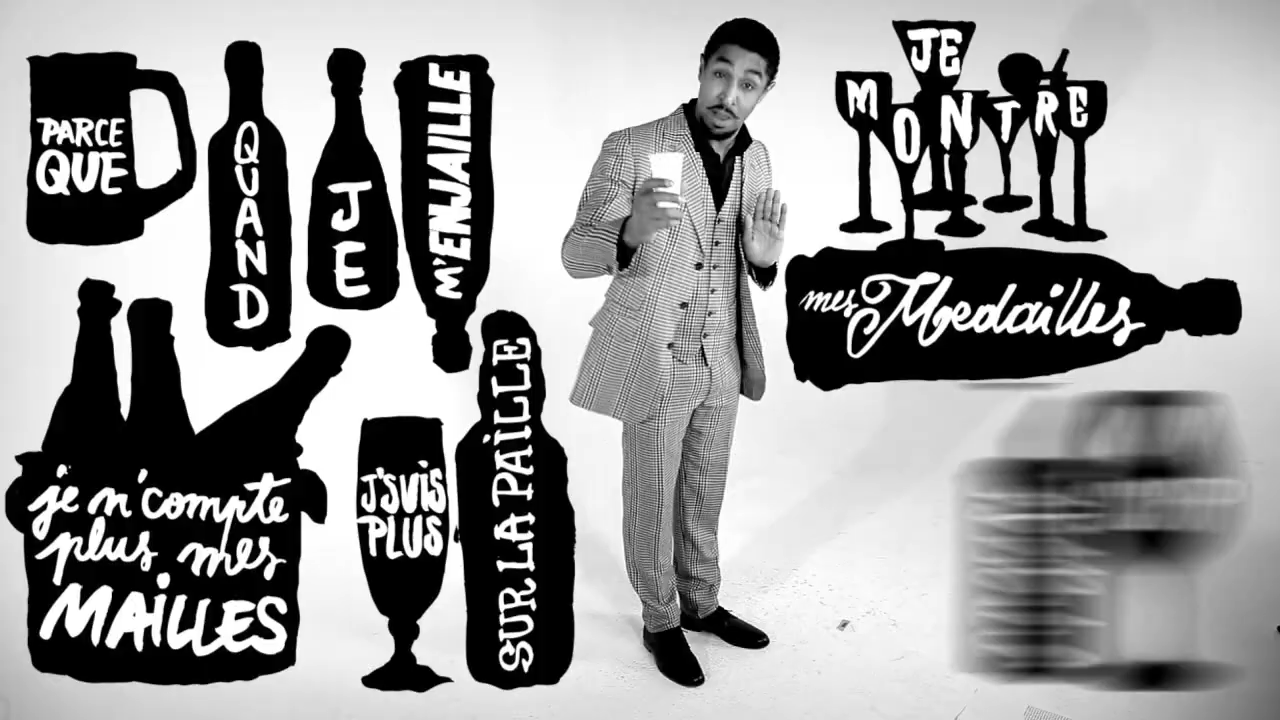 PARCE
QUE
QUAND
JE
M'ENJAILLE
je n'compte
plus mes
MAiLLES
J'SUiS
PLUS
SUR LA PAiLLE
JE
MONTRE
mes Medailles